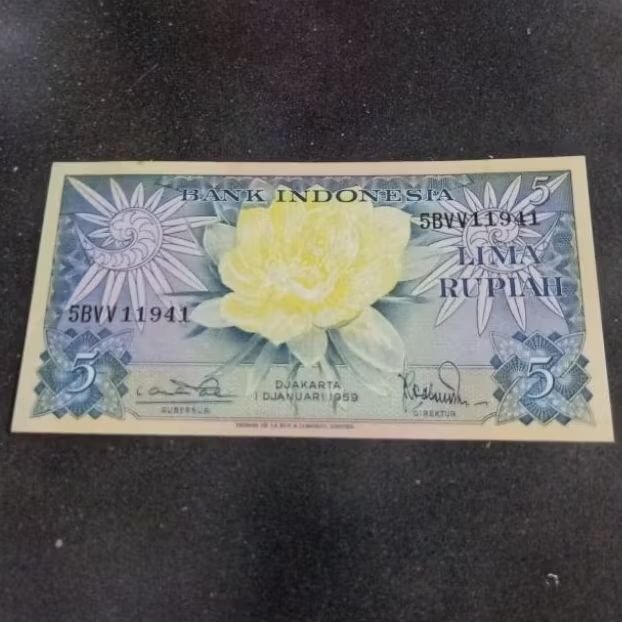 BANK INDONESIA
5
5BVV11941
LIMA
RUPIAH
5BVV11941
5
5
DJAKARTA
1 DJANUARI 1959
GUBERNUR
DIREKTUR